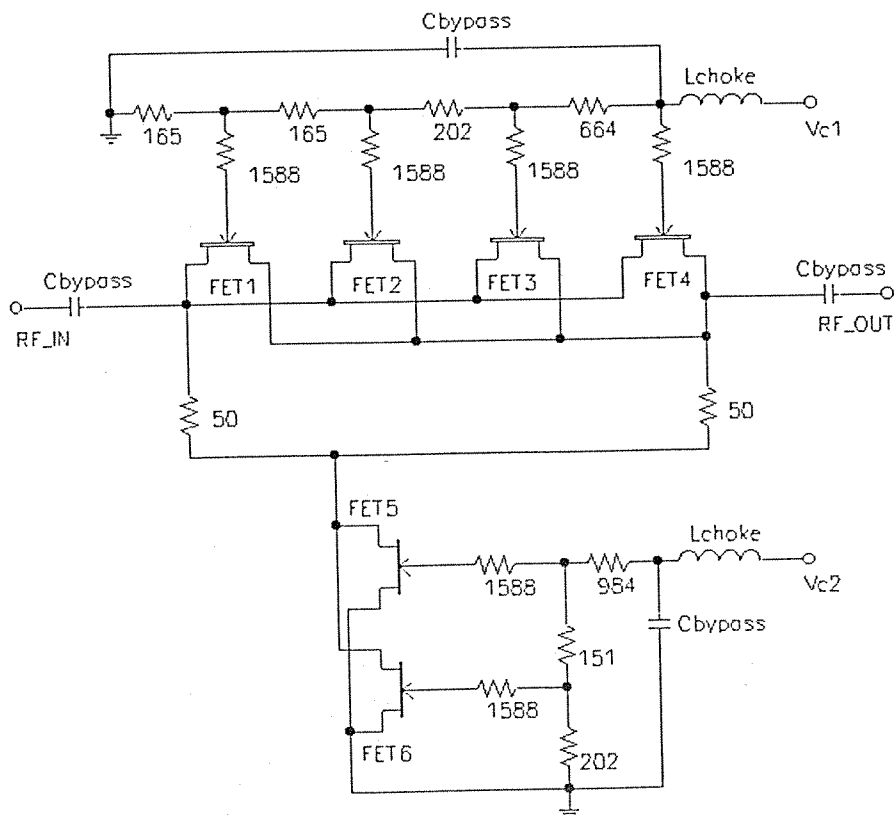 Cbypass
Lchoke
165
165
202
664
Vc1
1588
1588
1588
1588
Cbypass
FET1
FET2
FET3
FET4
Cbypass
RF_IN
RF_OUT
50
50
FET5
Lchoke
1588
984
Vc2
Cbypass
151
1588
FET6
202